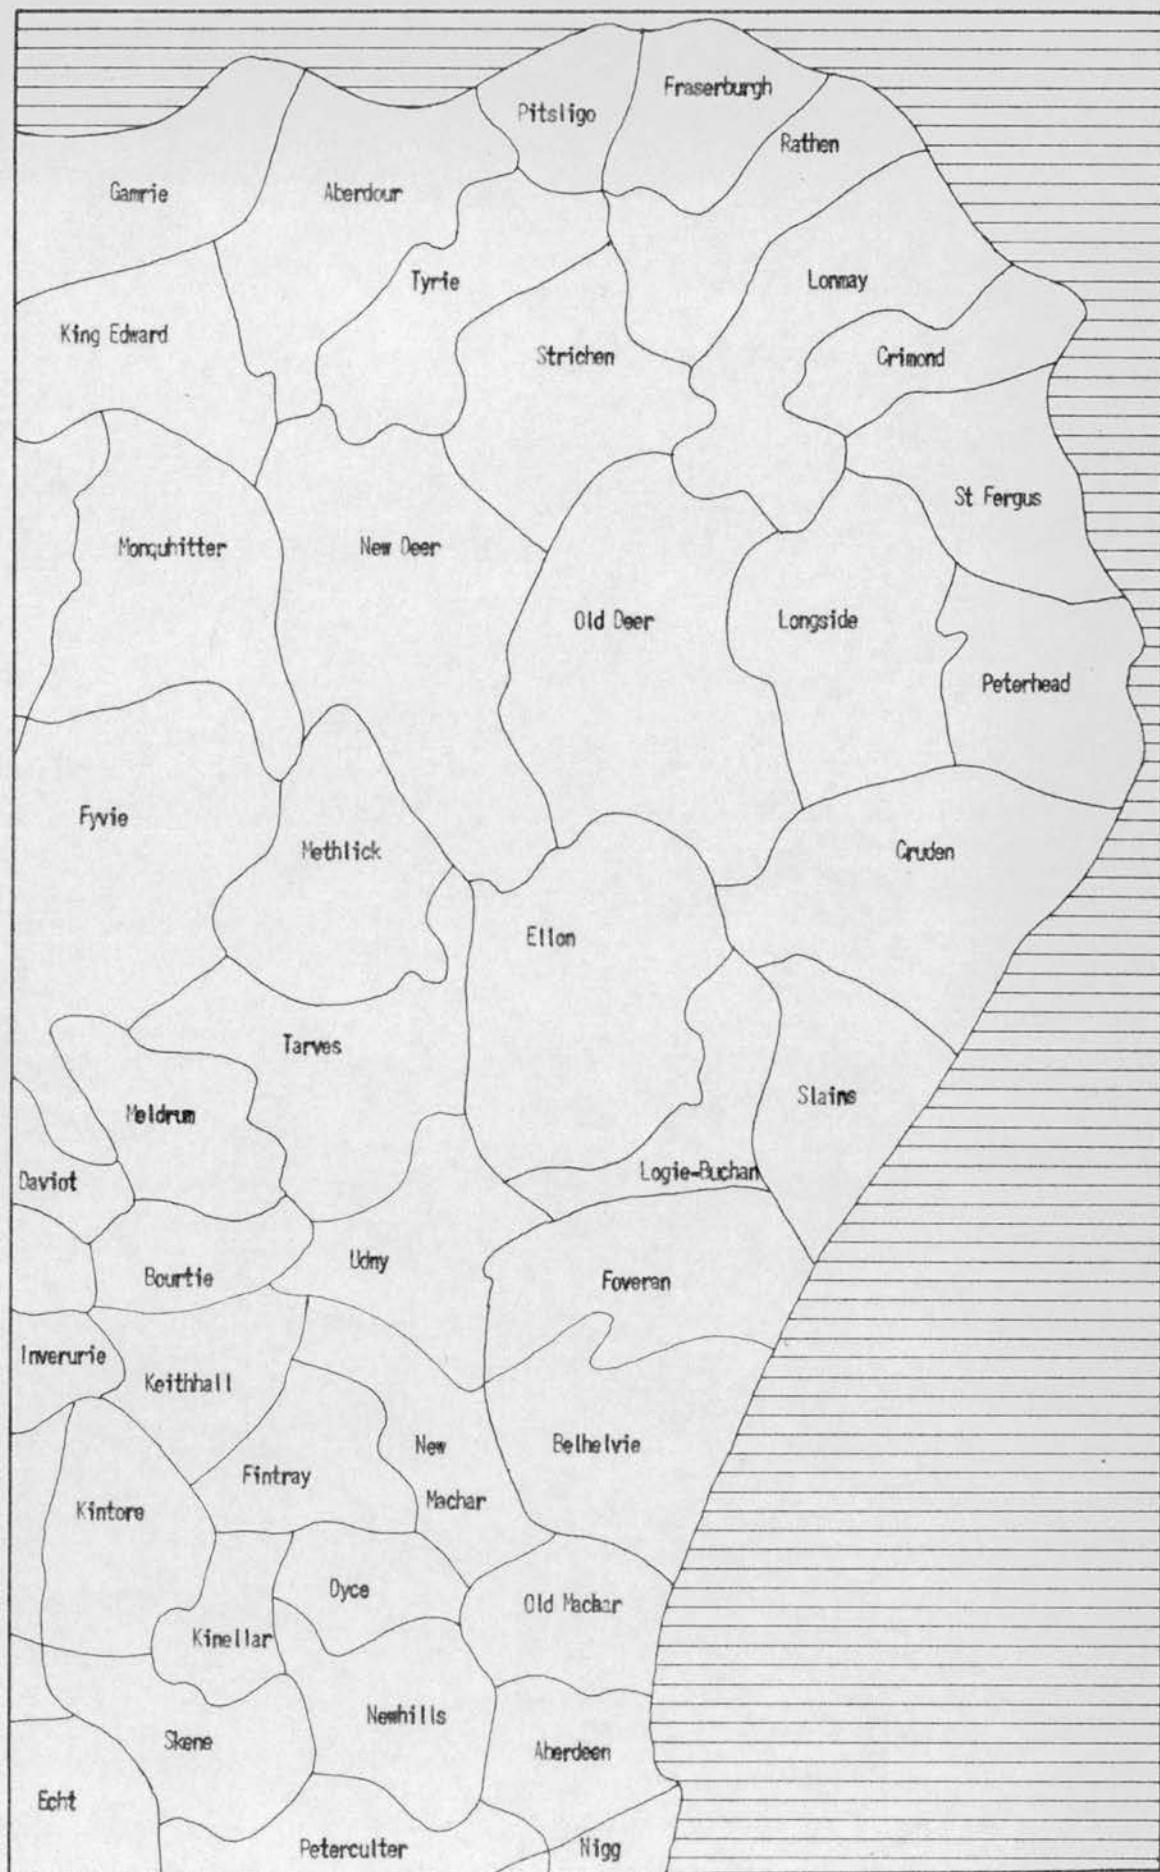 Fraserburgh
Pitsligo
Rathen
Gamrie
Aberdour
Tyrie
Lonmay
King Edward
Strichen
Crimond
St Fergus
Monquhitter
New Deer
Old Deer
Longside
Peterhead
Fyvie
Methlick
Cruden
Ellon
Tarves
Slains
Meldrum
Logie-Buchan
Daviot
Udny
Bourtie
Foveran
Inverurie
Keithhall
New
Machar
Belhelvie
Fintray
Kintore
Dyce
Old Machar
Kinellar
Newhills
Skene
Aberdeen
Echt
Peterculter
Nigg